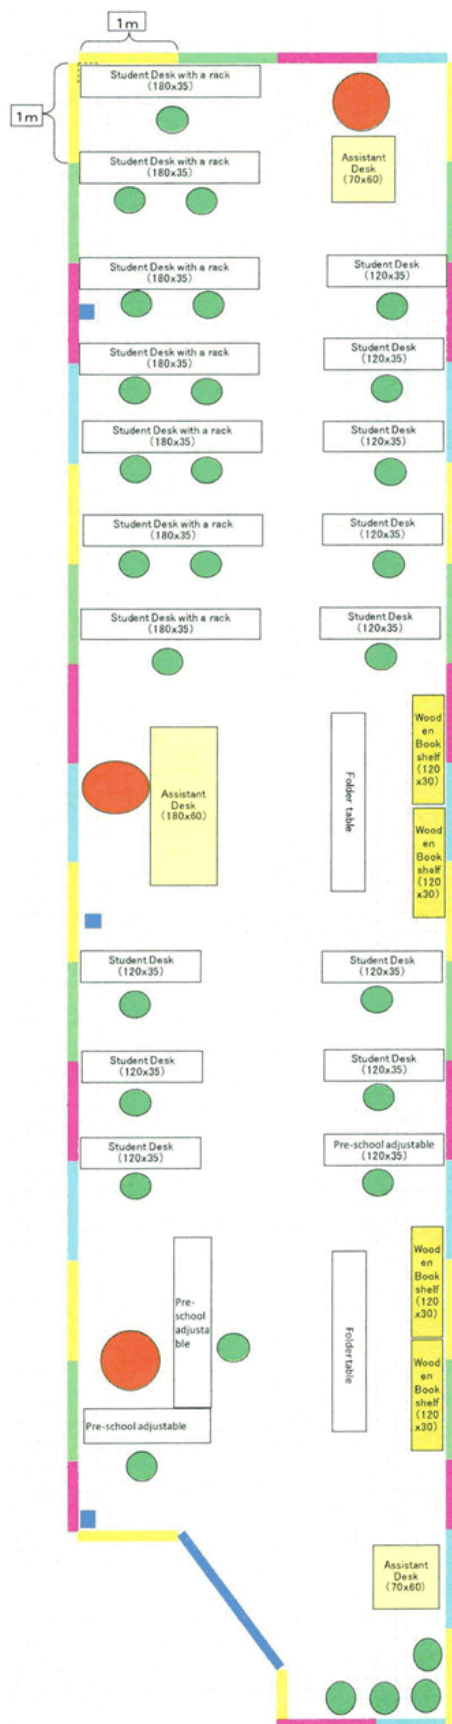 1m
1m
Student Desk with a rack
(180x35)
Student Desk with a rack
(180x35)
Assistant
Desk
(70x60)
Student Desk with a rack
(180x35)
Student Desk
(120x35)
Student Desk with a rack
(180x35)
Student Desk
(120x35)
Student Desk with a rack
(180x35)
Student Desk
(120x35)
Student Desk with a rack
(180x35)
Student Desk
(120x35)
Student Desk with a rack
(180x35)
Student Desk
(120x35)
Assistant
Desk
(180x60)
Folder table
Wood
en
Book
shelf
(120
x30)
Wood
en
Book
shelf
(120
x30)
Student Desk
(120x35)
Student Desk
(120x35)
Student Desk
(120x35)
Student Desk
(120x35)
Student Desk
(120x35)
Pre-school adjustable
(120x35)
Pre-
school
adjusta
ble
Folder table
Wood
en
Book
shelf
(120
x30)
Wood
en
Book
shelf
(120
x30)
Pre-school adjustable
Assistant
Desk
(70x60)